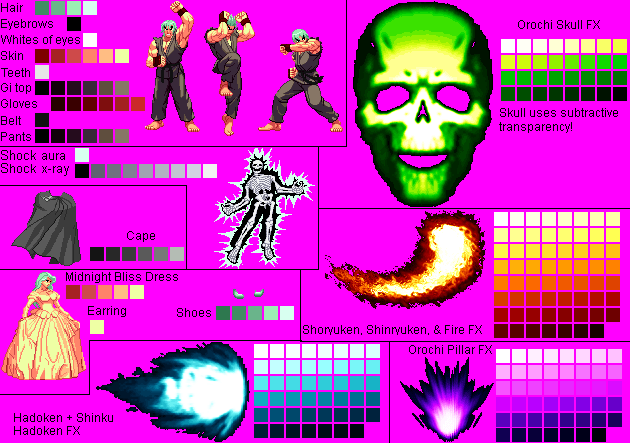 Hair
Eyebrows
Whites of eyes
Skin
Teeth
Gi top
Gloves
Belt
Pants
Orochi Skull FX
Skull uses subtractive
transparency!
Shock aura
Shock x-ray
Cape
Midnight Bliss Dress
Earring
Shoes
Shoryuken, Shinryuken, & Fire FX
Orochi Pillar FX
Hadoken + Shinku
Hadoken FX